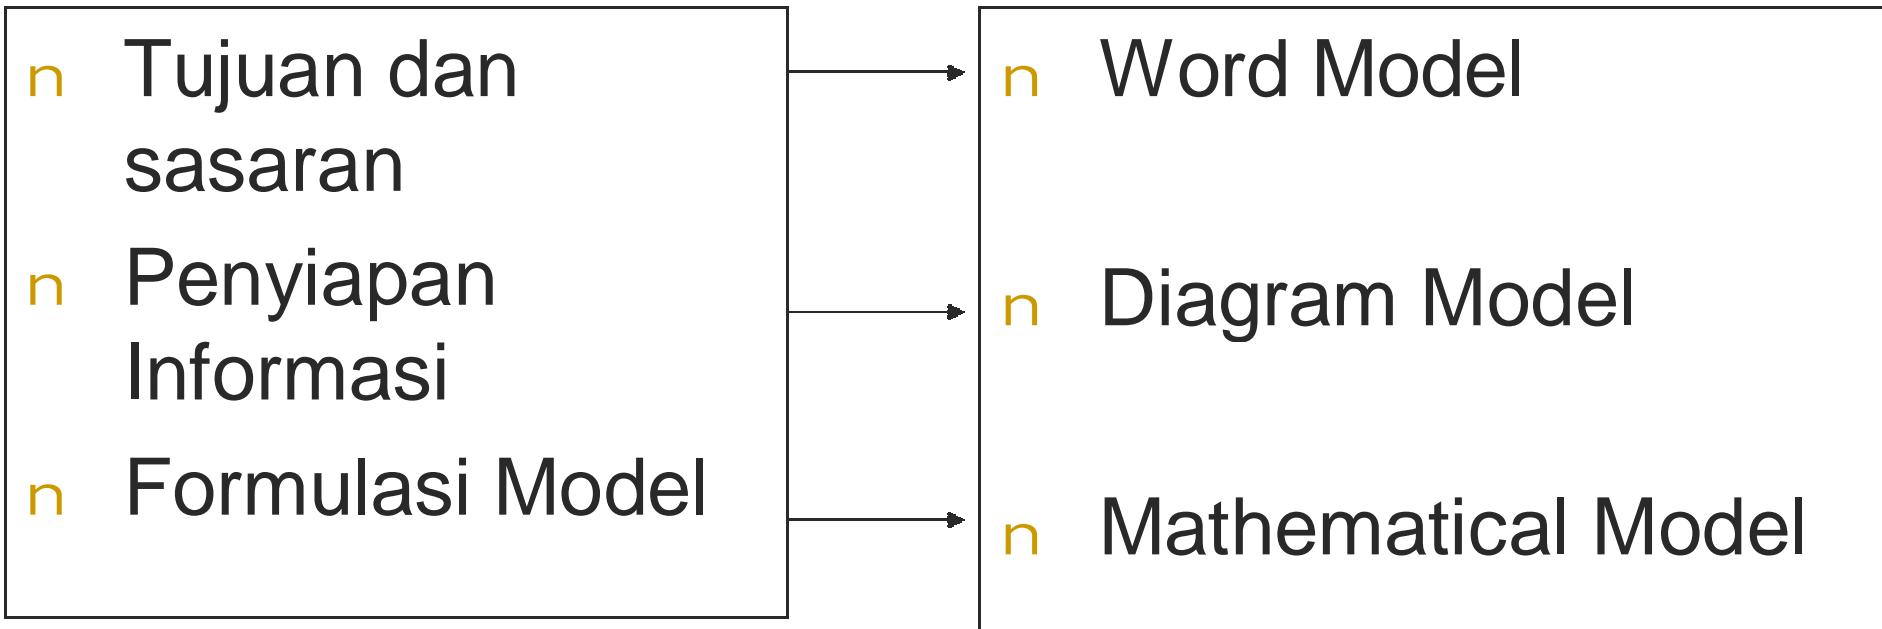 n Tujuan dan
sasaran
n Penyiapan
Informasi
n Formulasi Model
n Word Model
n Diagram Model
n Mathematical Model